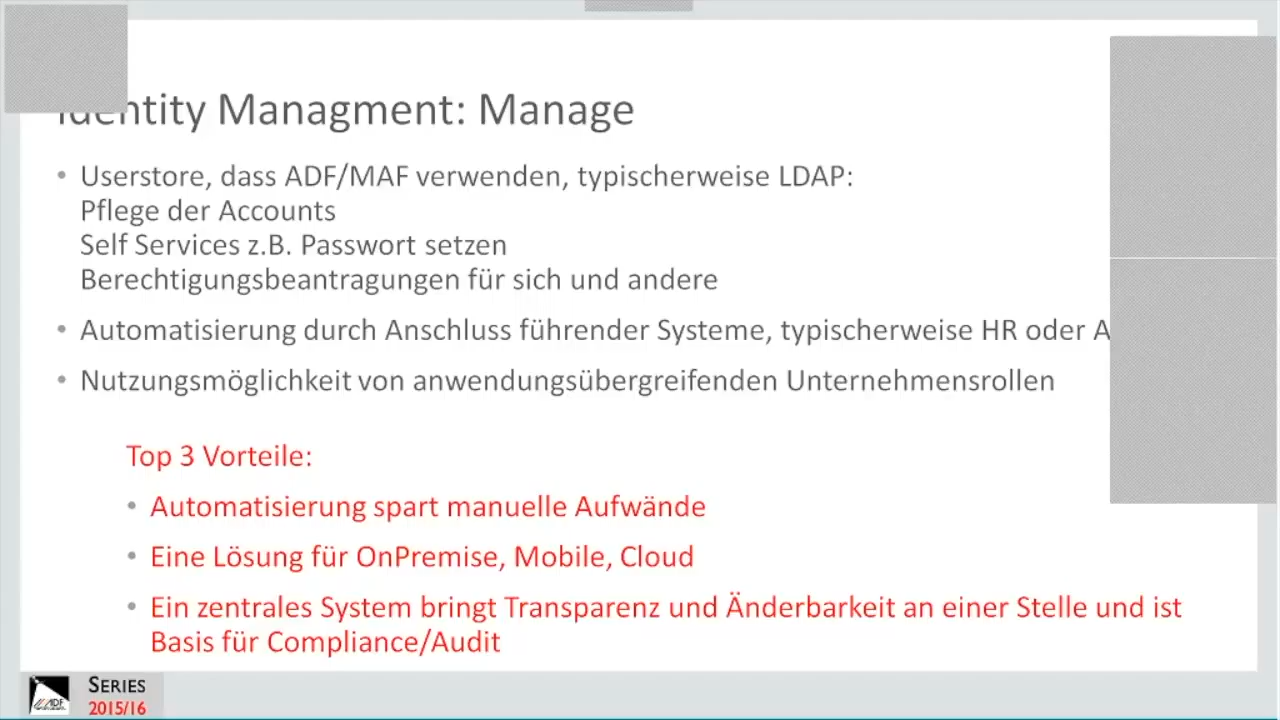 Identity Managment: Manage
• Userstore, dass ADF/MAF verwenden, typischerweise LDAP:
Pflege der Accounts
Self Services z.B. Passwort setzen
Berechtigungsbeantragungen für sich und andere
• Automatisierung durch Anschluss führender Systeme, typischerweise HR oder
• Nutzungsmöglichkeit von anwendungsübergreifenden Unternehmensrollen
Top 3 Vorteile:
• Automatisierung spart manuelle Aufwände
• Eine Lösung für OnPremise, Mobile, Cloud
• Ein zentrales System bringt Transparenz und Änderbarkeit an einer Stelle und ist
Basis für Compliance/Audit
ADF
SERIES
2015/16